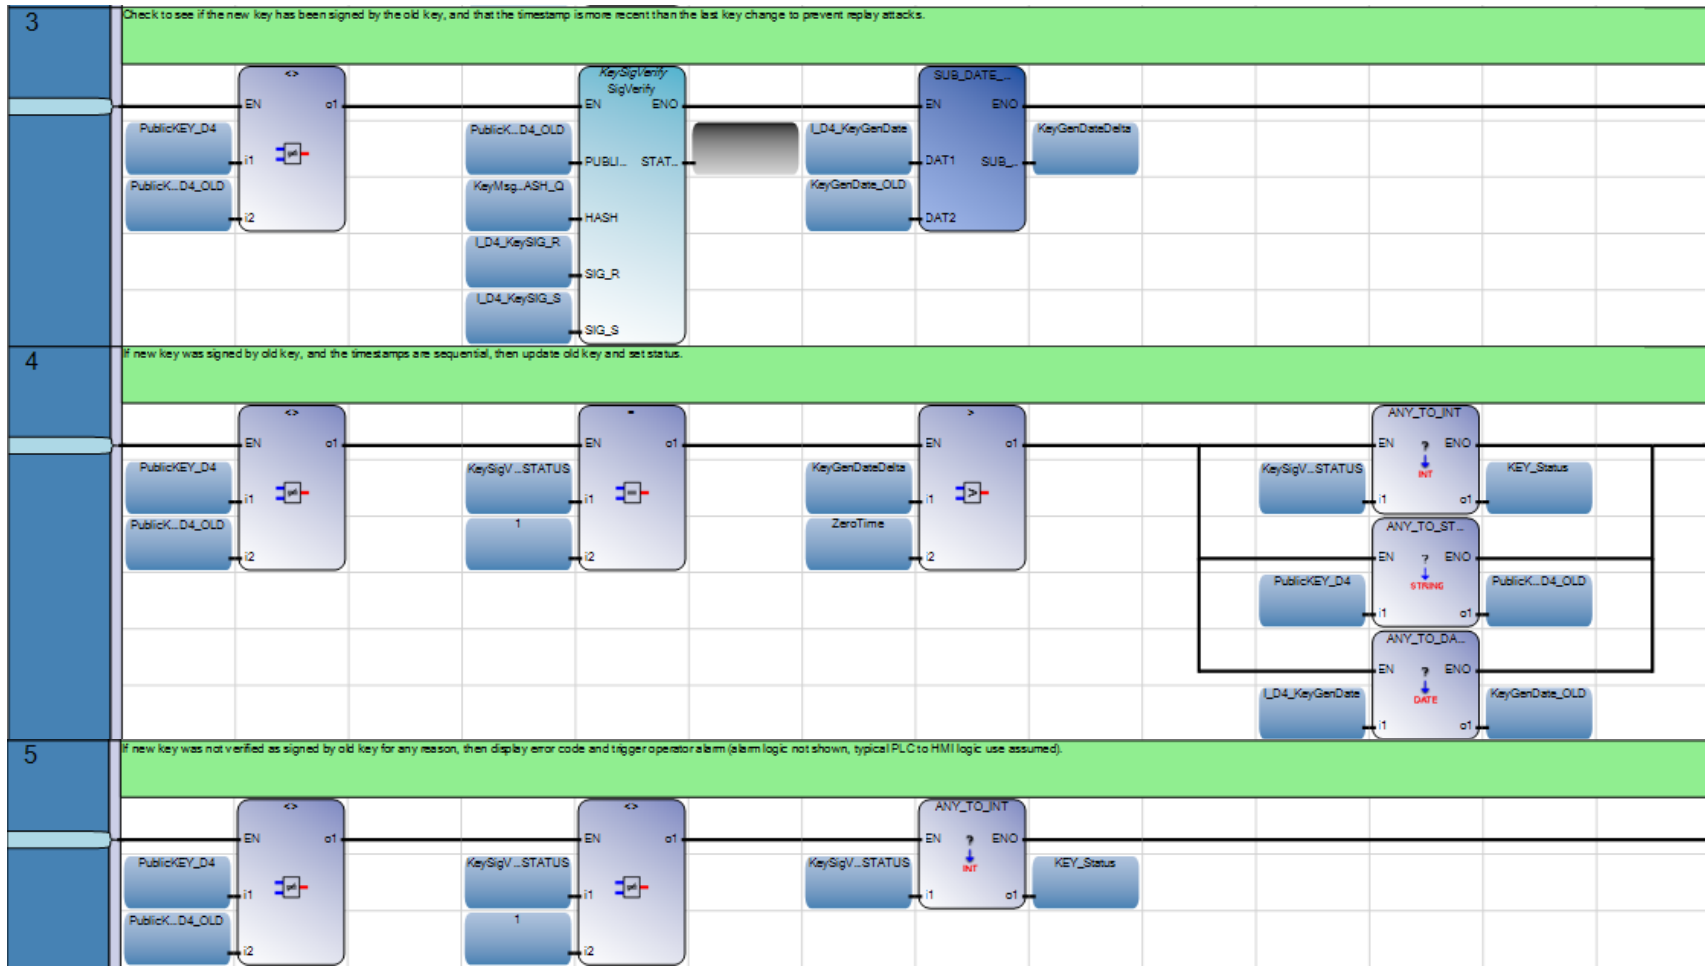 3
Check to see if the new key has been signed by the old key, and that the timestamp is more recent than the last key change to prevent replay attacks.
<>
EN o1
PublicKEY_D4
i1
PublicK...D4_OLD
i2
KeySigVerify
SigVerify
EN ENO
PublicK...D4_OLD
PUBLI... STAT...
KeyMsg...ASH_Q
HASH
I_D4_KeySIG_R
SIG_R
I_D4_KeySIG_S
SIG_S
SUB_DATE_...
EN ENO
I_D4_KeyGenDate
KeyGenDateDelta
DAT1 SUB_...
KeyGenDate_OLD
DAT2
4
If new key was signed by old key, and the timestamps are sequential, then update old key and set status.
<>
EN o1
PublicKEY_D4
i1
PublicK...D4_OLD
i2
=
EN o1
KeySigV...STATUS
i1
1
i2
>
EN o1
KeyGenDateDelta
i1
>
ZeroTime
i2
ANY_TO_INT
EN ? ENO
INT
KeySigV...STATUS
KEY_Status
i1 o1
ANY_TO_ST...
EN ? ENO
STRING
PublicKEY_D4
PublicK...D4_OLD
i1 o1
ANY_TO_DA...
EN ? ENO
DATE
I_D4_KeyGenDate
KeyGenDate_OLD
i1 o1
5
If new key was not verified as signed by old key for any reason, then display error code and trigger operator alarm (alarm logic not shown, typical PLC to HMI logic use assumed).
<>
EN o1
PublicKEY_D4
i1
PublicK...D4_OLD
i2
<>
EN o1
KeySigV...STATUS
i1
1
i2
ANY_TO_INT
EN ? ENO
INT
KeySigV...STATUS
KEY_Status
i1 o1